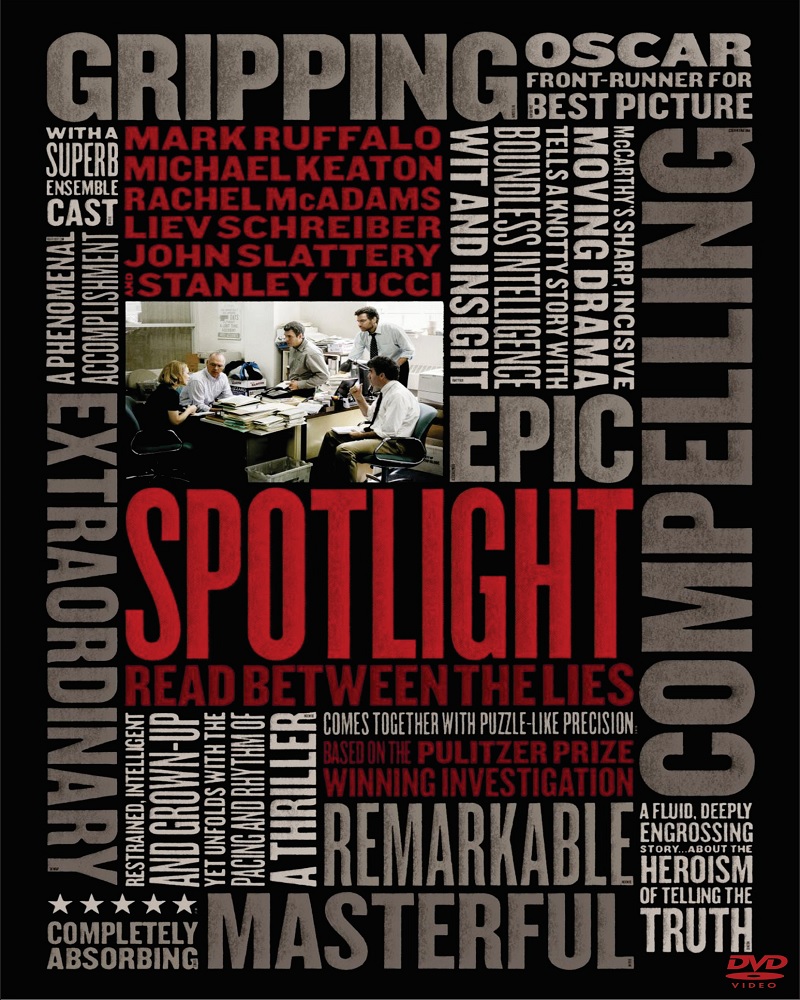 GRIPPING
OSCAR
FRONT-RUNNER FOR
BEST PICTURE
WITH A
SUPERB
ENSEMBLE
CAST
MARK RUFFALO
MICHAEL KEATON
RACHEL McADAMS
LIEV SCHREIBER
JOHN SLATTERY
AND STANLEY TUCCI
A PHENOMENAL
ACCOMPLISHMENT
WIT AND INSIGHT
BOUNDLESS INTELLIGENCE
TELLS A KNOTTY STORY WITH
MOVING DRAMA
McCARTHY'S SHARP, INCISIVE
COMPELLING
EPIC
EXTRAORDINARY
SPOTLIGHT
READ BETWEEN THE LIES
RESTRAINED, INTELLIGENT
AND GROWN-UP
YET UNFOLDS WITH THE
PACING AND RHYTHM OF
A THRILLER
COMES TOGETHER WITH PUZZLE-LIKE PRECISION
BASED ON THE PULITZER PRIZE
WINNING INVESTIGATION
REMARKABLE
A FLUID, DEEPLY
ENGROSSING
STORY...ABOUT THE
HEROISM
OF TELLING THE
TRUTH
COMPLETELY
ABSORBING
MASTERFUL
DVD
VIDEO